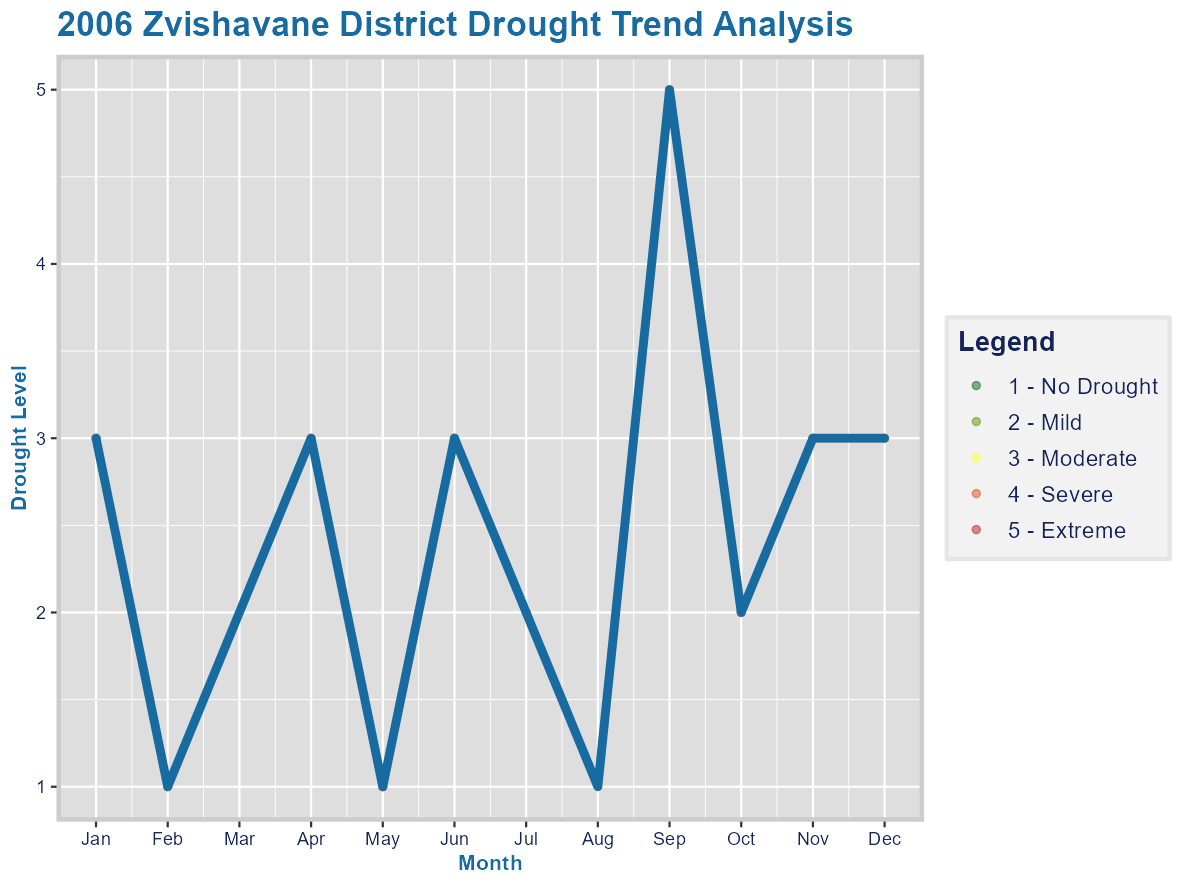 2006 Zvishavane District Drought Trend Analysis
5
4
3
2
1
Drought Level
Jan Feb Mar Apr May Jun Jul Aug Sep Oct Nov Dec
Month
Legend
1 - No Drought
2 - Mild
3 - Moderate
4 - Severe
5 - Extreme